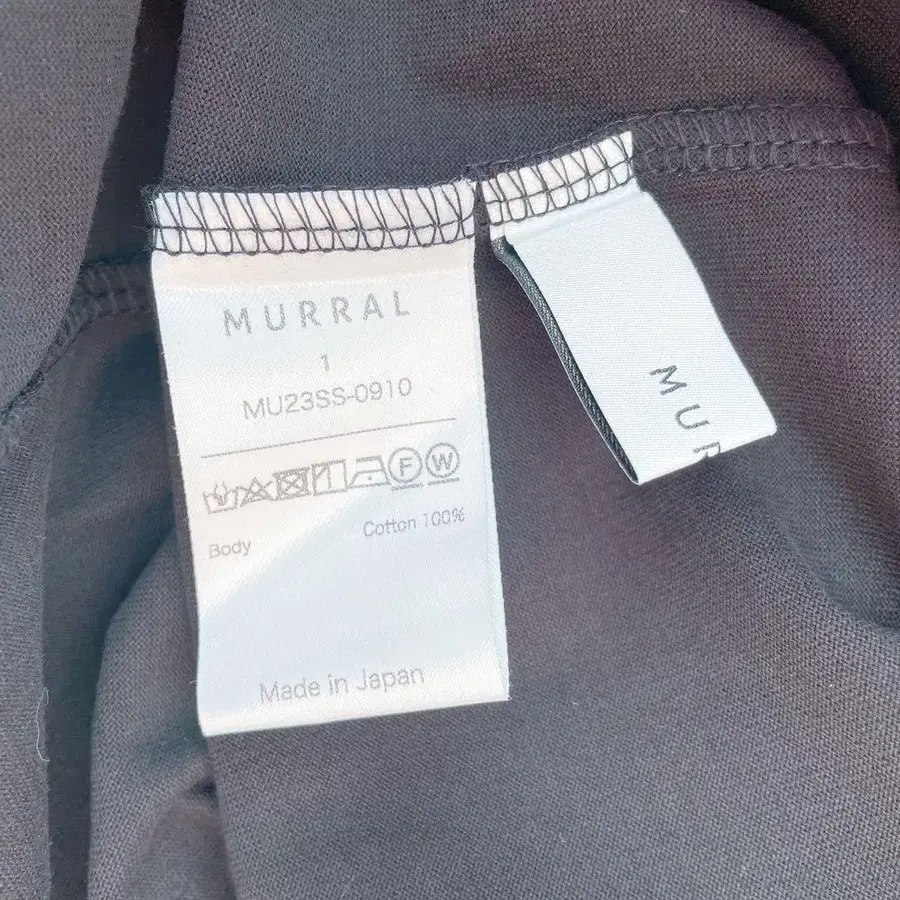 MURRAL
1
MU23SS-0910
F W
Body Cotton 100%
Made in Japan
MUR